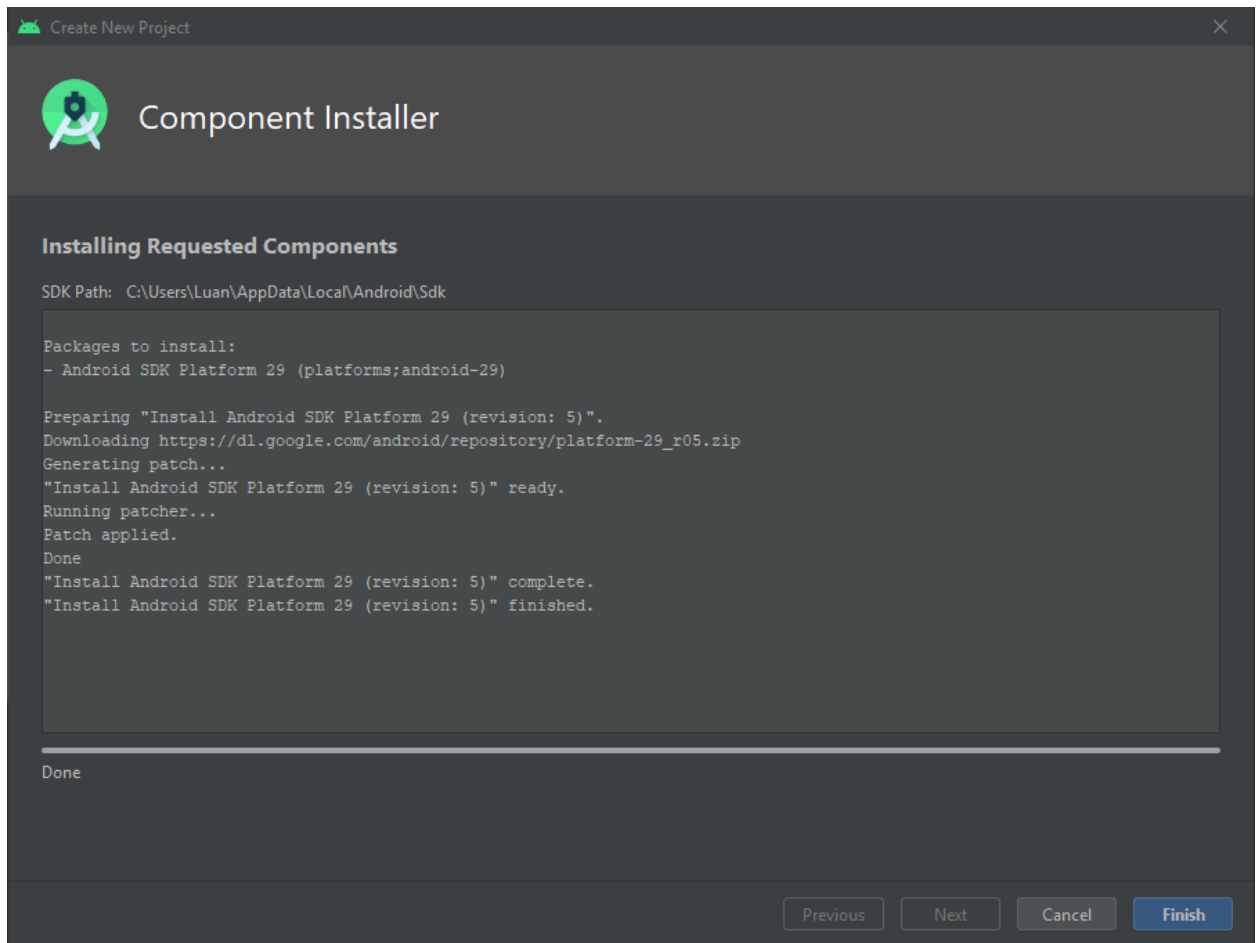 Create New Project
Component Installer
Installing Requested Components
SDK Path: C:\Users\Luan\AppData\Local\Android\Sdk
Packages to install:
- Android SDK Platform 29 (platforms;android-29)
Preparing "Install Android SDK Platform 29 (revision: 5)".
Downloading https://dl.google.com/android/repository/platform-29_r05.zip
Generating patch...
"Install Android SDK Platform 29 (revision: 5)" ready.
Running patcher...
Patch applied.
Done
"Install Android SDK Platform 29 (revision: 5)" complete.
"Install Android SDK Platform 29 (revision: 5)" finished.
Done
Previous Next Cancel Finish